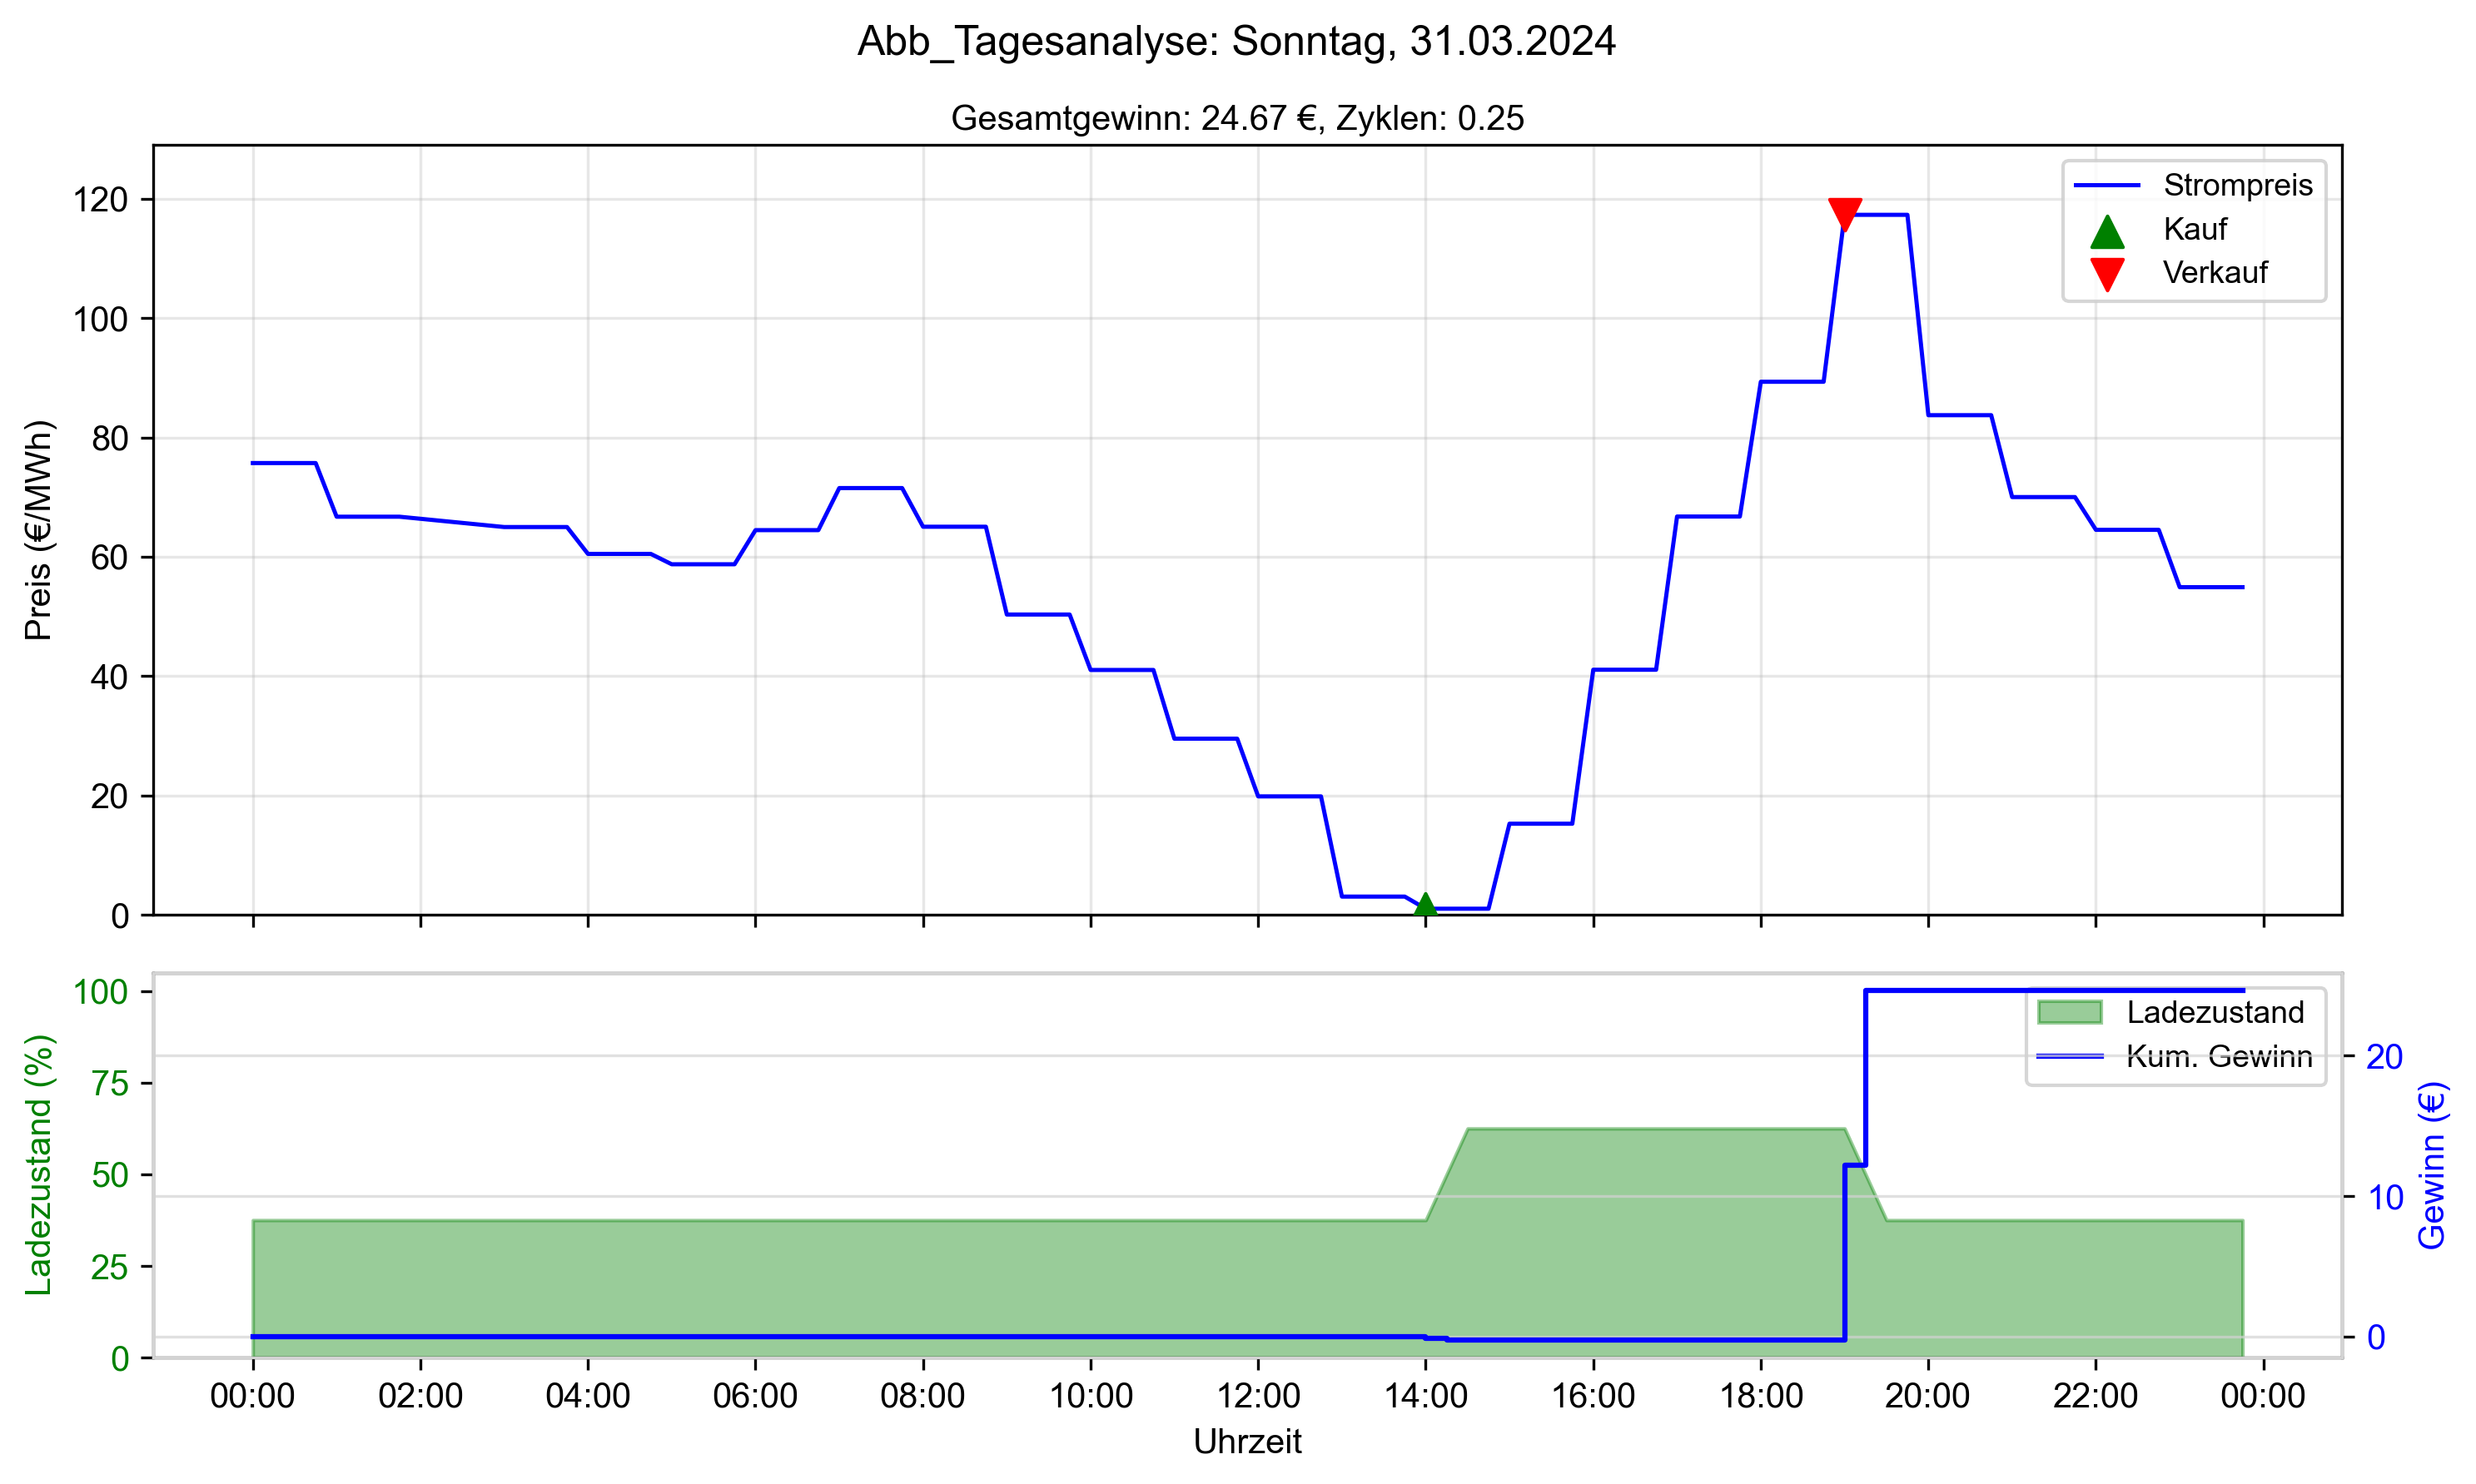 Abb_Tagesanalyse: Sonntag, 31.03.2024
Gesamtgewinn: 24.67 €, Zyklen: 0.25
Preis (€/MWh)
120
100
80
60
40
20
0
Strompreis
Kauf
Verkauf
Ladezustand (%)
100
75
50
25
0
Ladezustand
Kum. Gewinn
20
10
0
Gewinn (€)
00:00 02:00 04:00 06:00 08:00 10:00 12:00 14:00 16:00 18:00 20:00 22:00 00:00
Uhrzeit